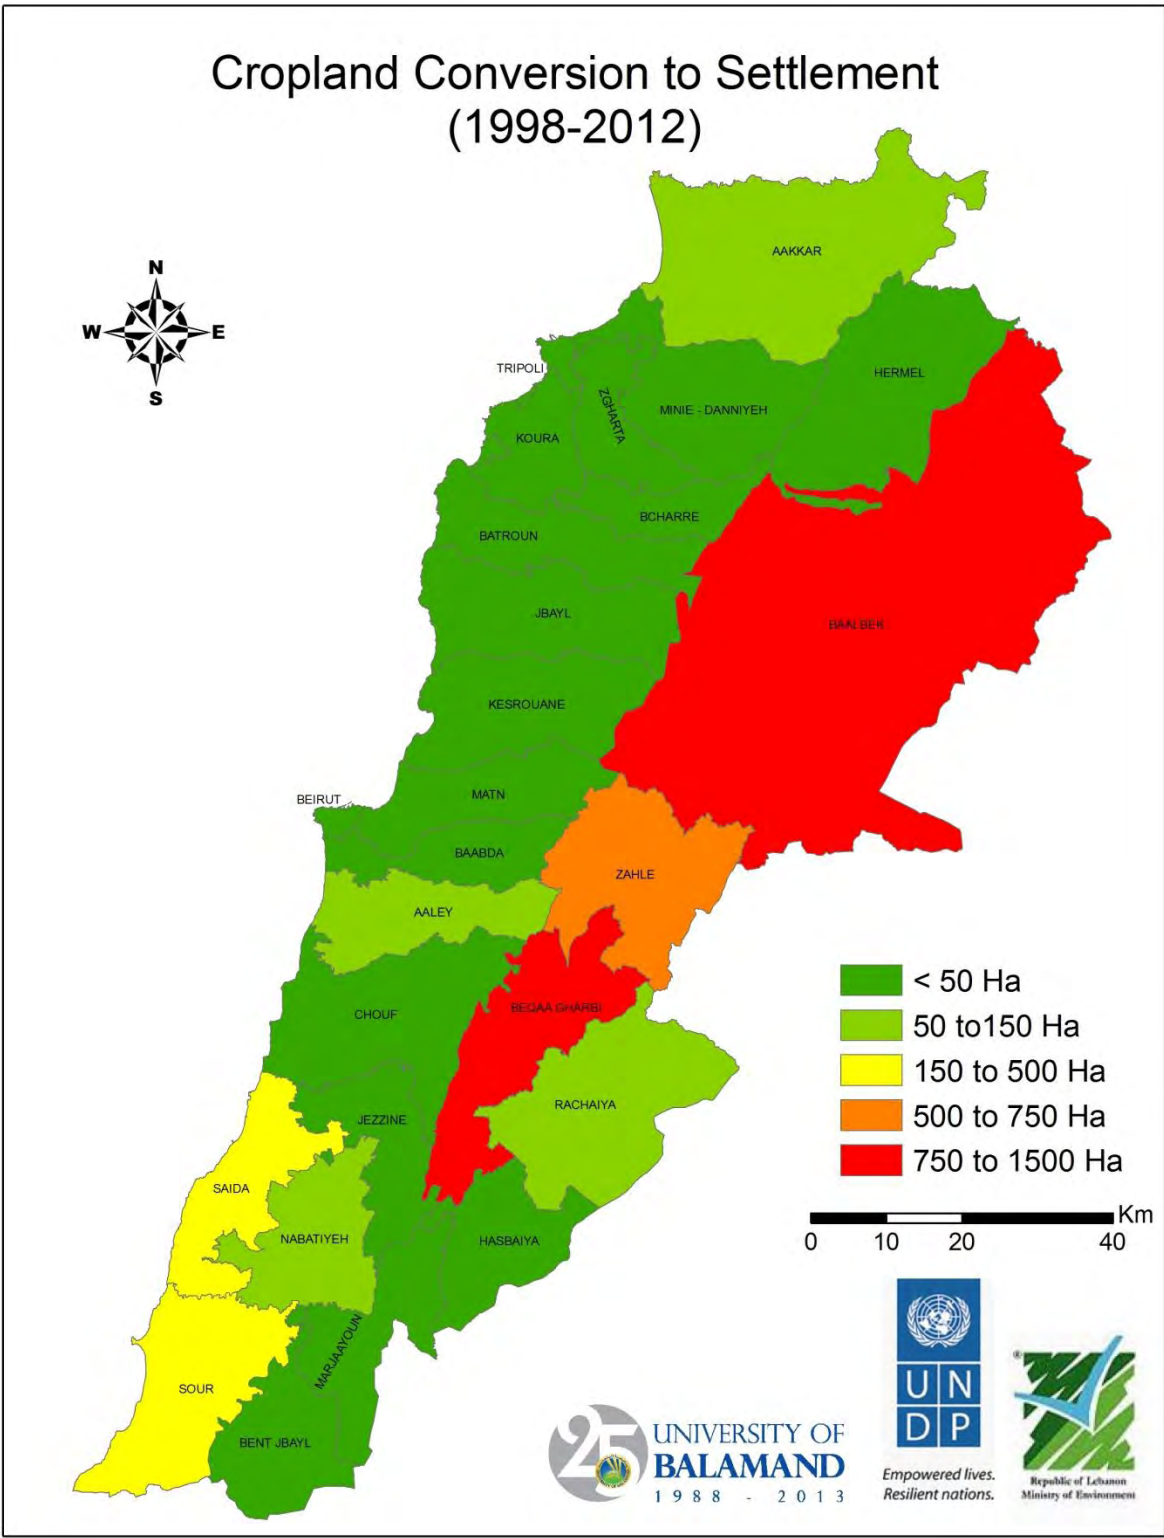 Cropland Conversion to Settlement
(1998-2012)
N
W E
S
AAKKAR
TRIPOLI
HERMEL
ZGHARTA
MINIE - DANNIYEH
KOURA
BCHARRE
BATROUN
JBAYL
BAALBEK
KESROUANE
MATN
BEIRUT
BAABDA
ZAHLE
AALEY
CHOUF
BEQAA GHARBI
RACHAIYA
JEZZINE
SAIDA
NABATIYEH
HASBAIYA
MARJAAYOUN
SOUR
BENT JBAYL
< 50 Ha
50 to150 Ha
150 to 500 Ha
500 to 750 Ha
750 to 1500 Ha
Km
0 10 20 40
25
UNIVERSITY OF
BALAMAND
1988 - 2013
U N
D P
Empowered lives.
Resilient nations.
®
Republic of Lebanon
Ministry of Environment